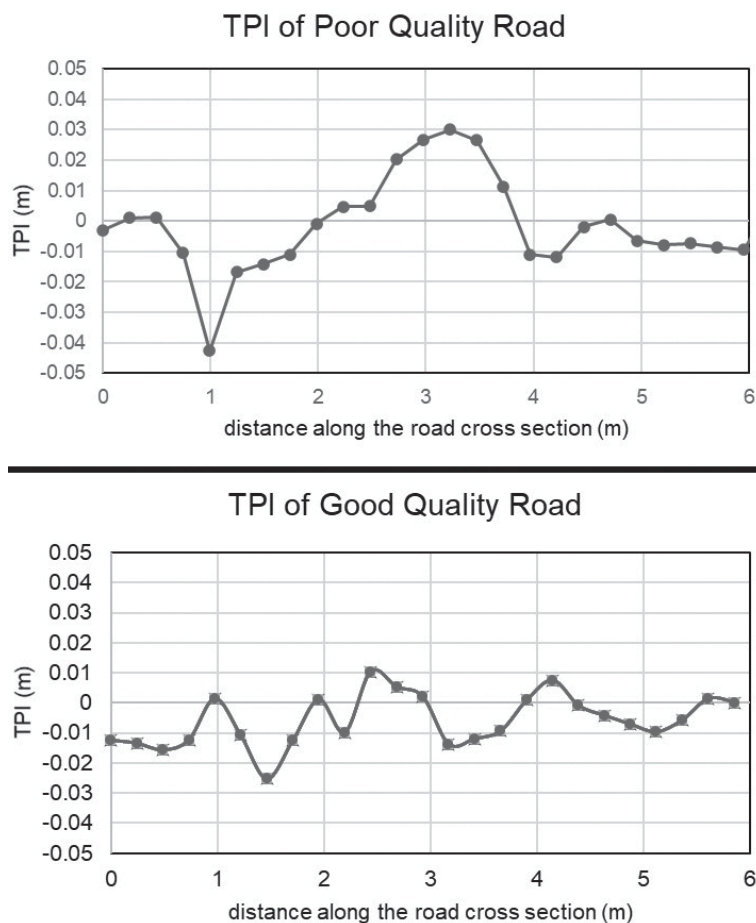 TPI of Poor Quality Road
0.05
0.04
0.03
0.02
0.01
0
-0.01
-0.02
-0.03
-0.04
-0.05
TPI (m)
0 1 2 3 4 5 6
distance along the road cross section (m)
TPI of Good Quality Road
0.05
0.04
0.03
0.02
0.01
0
-0.01
-0.02
-0.03
-0.04
-0.05
TPI (m)
0 1 2 3 4 5 6
distance along the road cross section (m)